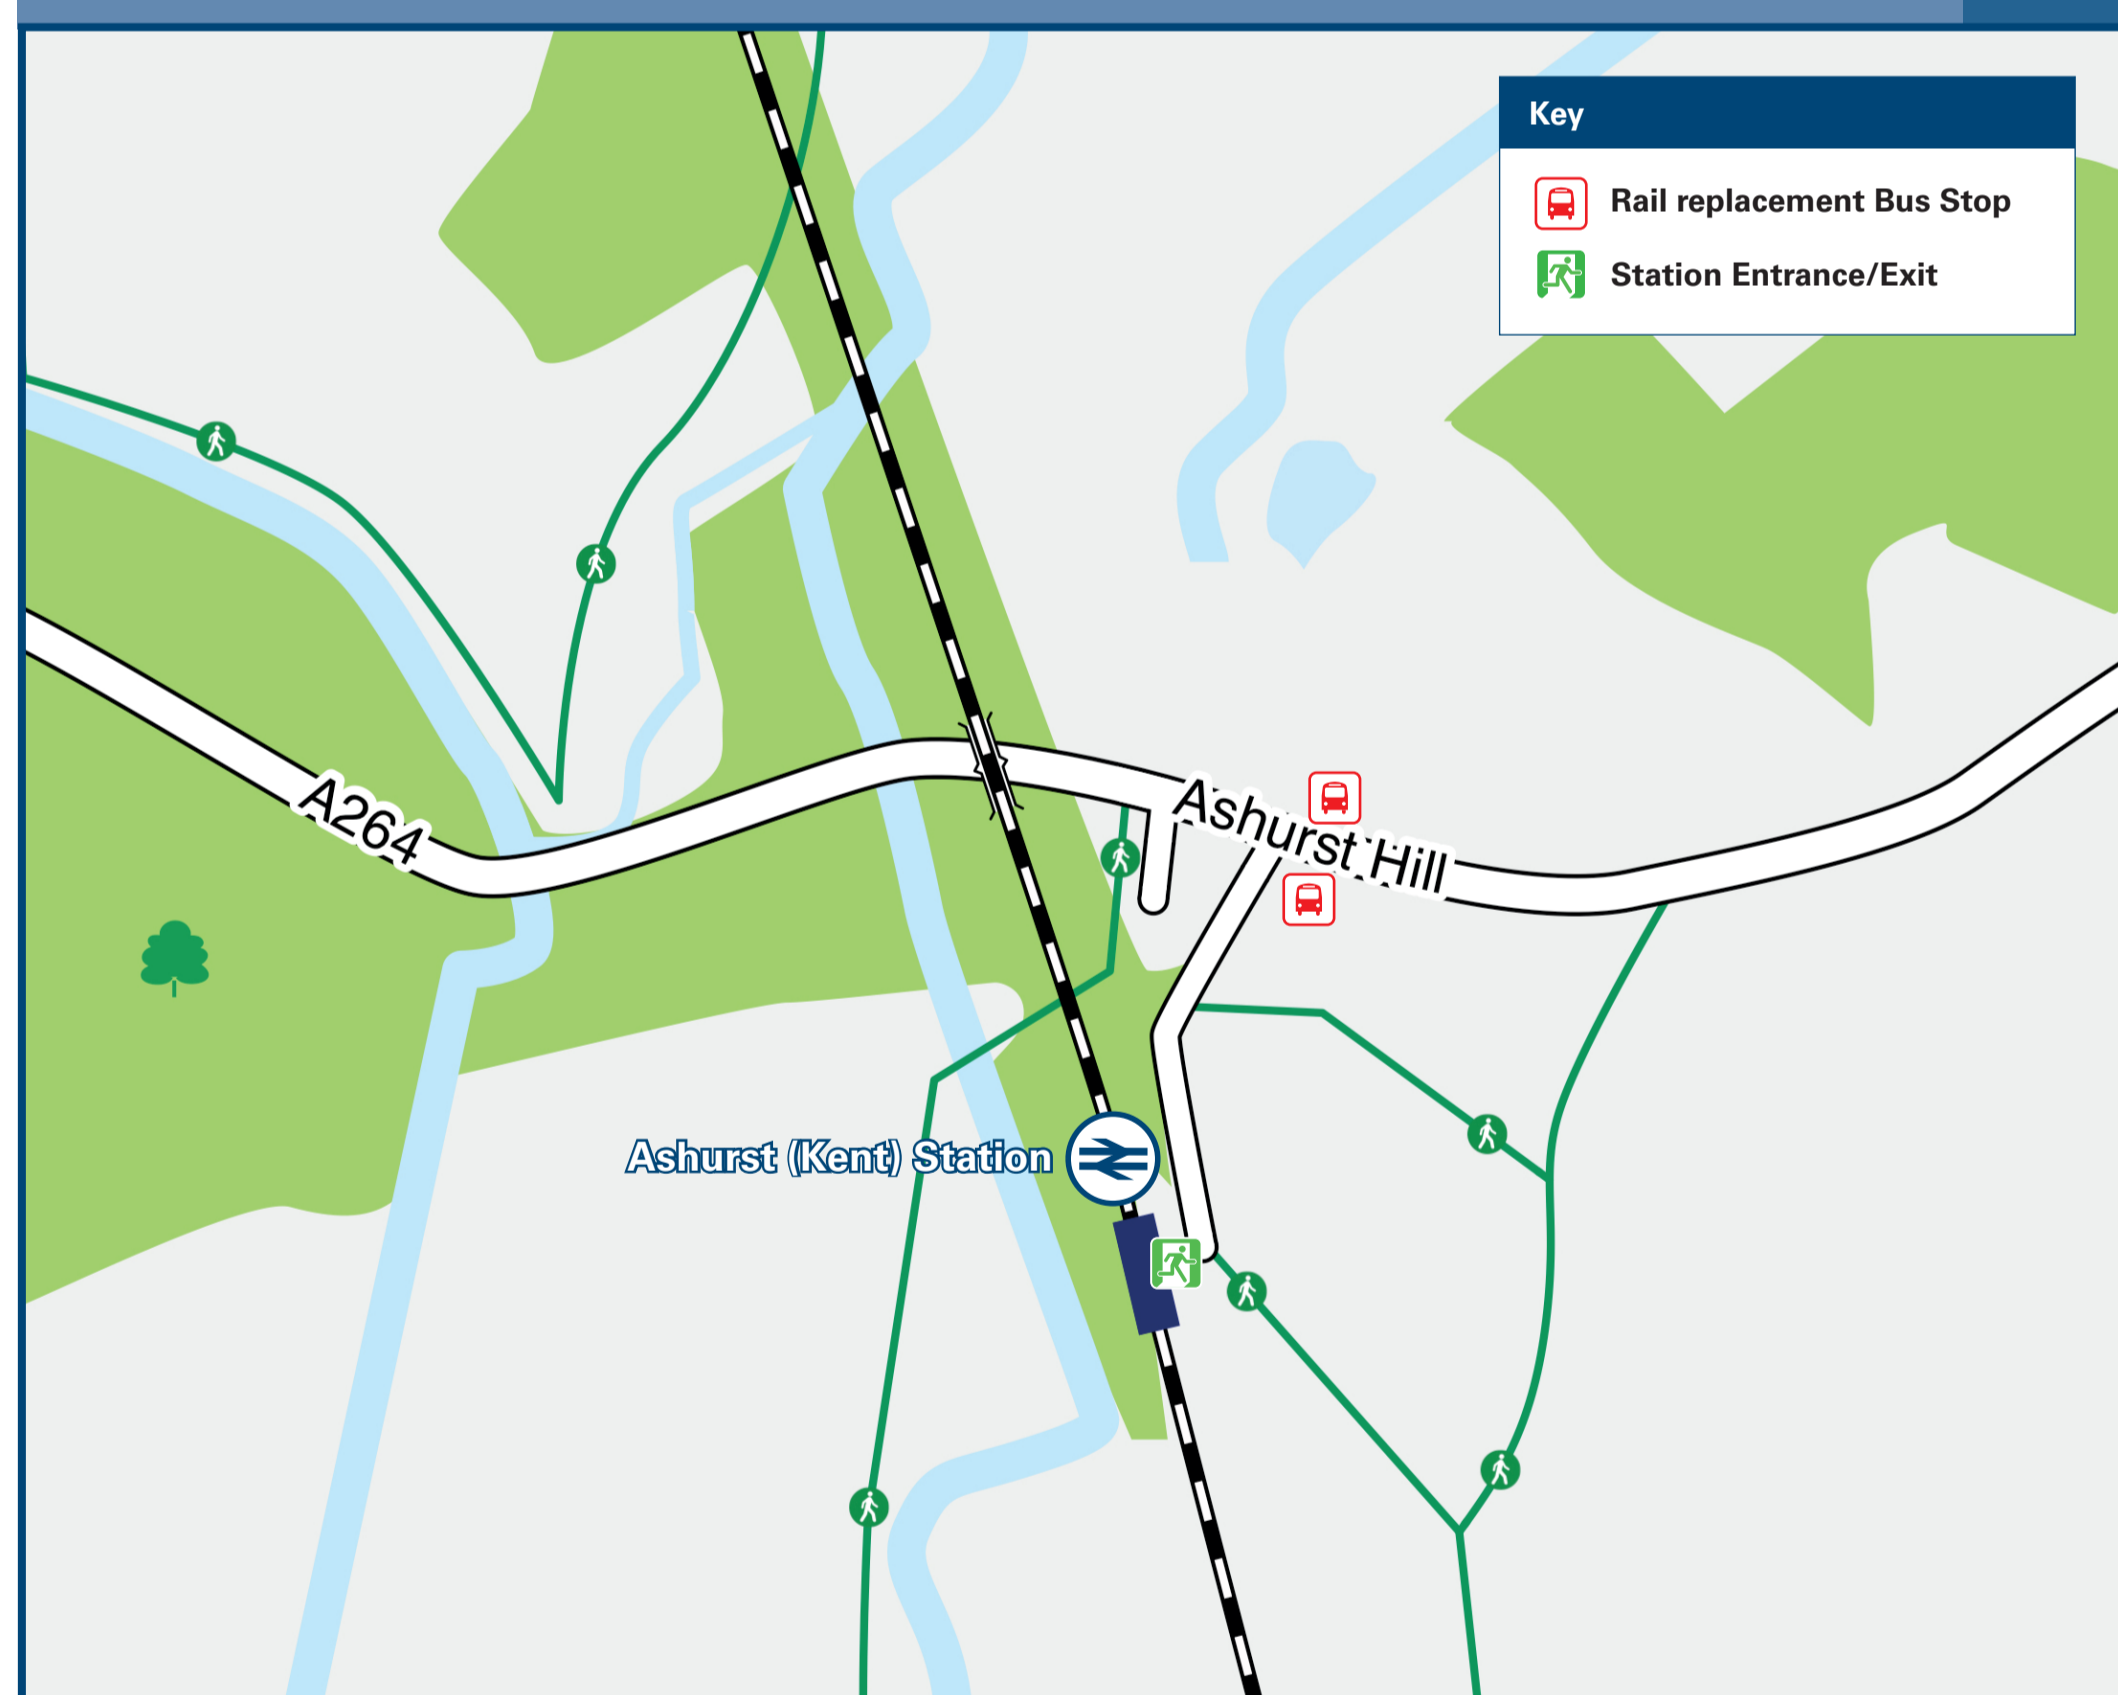 Key
Rail replacement Bus Stop
Station Entrance/Exit
A264
Ashurst Hill
Ashurst (Kent) Station